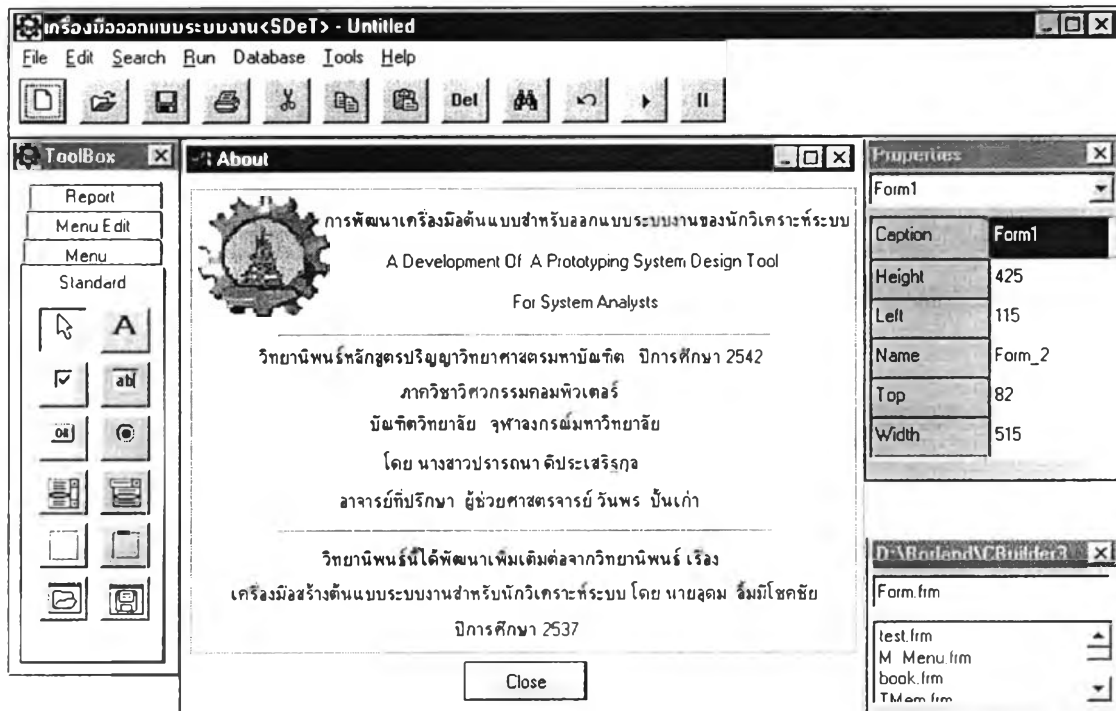 เครื่องมือออกแบบระบบงาน<SDeT> - Untitled
File Edit Search Run Database Tools Help
Del
ToolBox
Report
Menu Edit
Menu
Standard
A
ab
OK
About
การพัฒนาเครื่องมือต้นแบบสำหรับออกแบบระบบงานของนักวิเคราะห์ระบบ
A Development Of A Prototyping System Design Tool
For System Analysts
วิทยานิพนธ์หลักสูตรปริญญาวิทยาศาสตรมหาบัณฑิต ปีการศึกษา 2542
ภาควิชาวิศวกรรมคอมพิวเตอร์
บัณฑิตวิทยาลัย จุฬาลงกรณ์มหาวิทยาลัย
โดย นางสาวปรารถนา ดีประเสริฐกุล
อาจารย์ที่ปรึกษา ผู้ช่วยศาสตรจารย์ วันพร ปั้นเก่า
วิทยานิพนธ์นี้ได้พัฒนาเพิ่มเติมต่อจากวิทยานิพนธ์ เรื่อง
เครื่องมือสร้างต้นแบบระบบงานสำหรับนักวิเคราะห์ระบบ โดย นายอุดม อิ้มมีโชคชัย
ปีการศึกษา 2537
Close
Properties
Form1
Caption Form1
Height 425
Left 115
Name Form_2
Top 82
Width 515
D:\Borland\CBuilder3
Form.frm
test.frm
M_Menu.frm
book.frm
TMem.frm